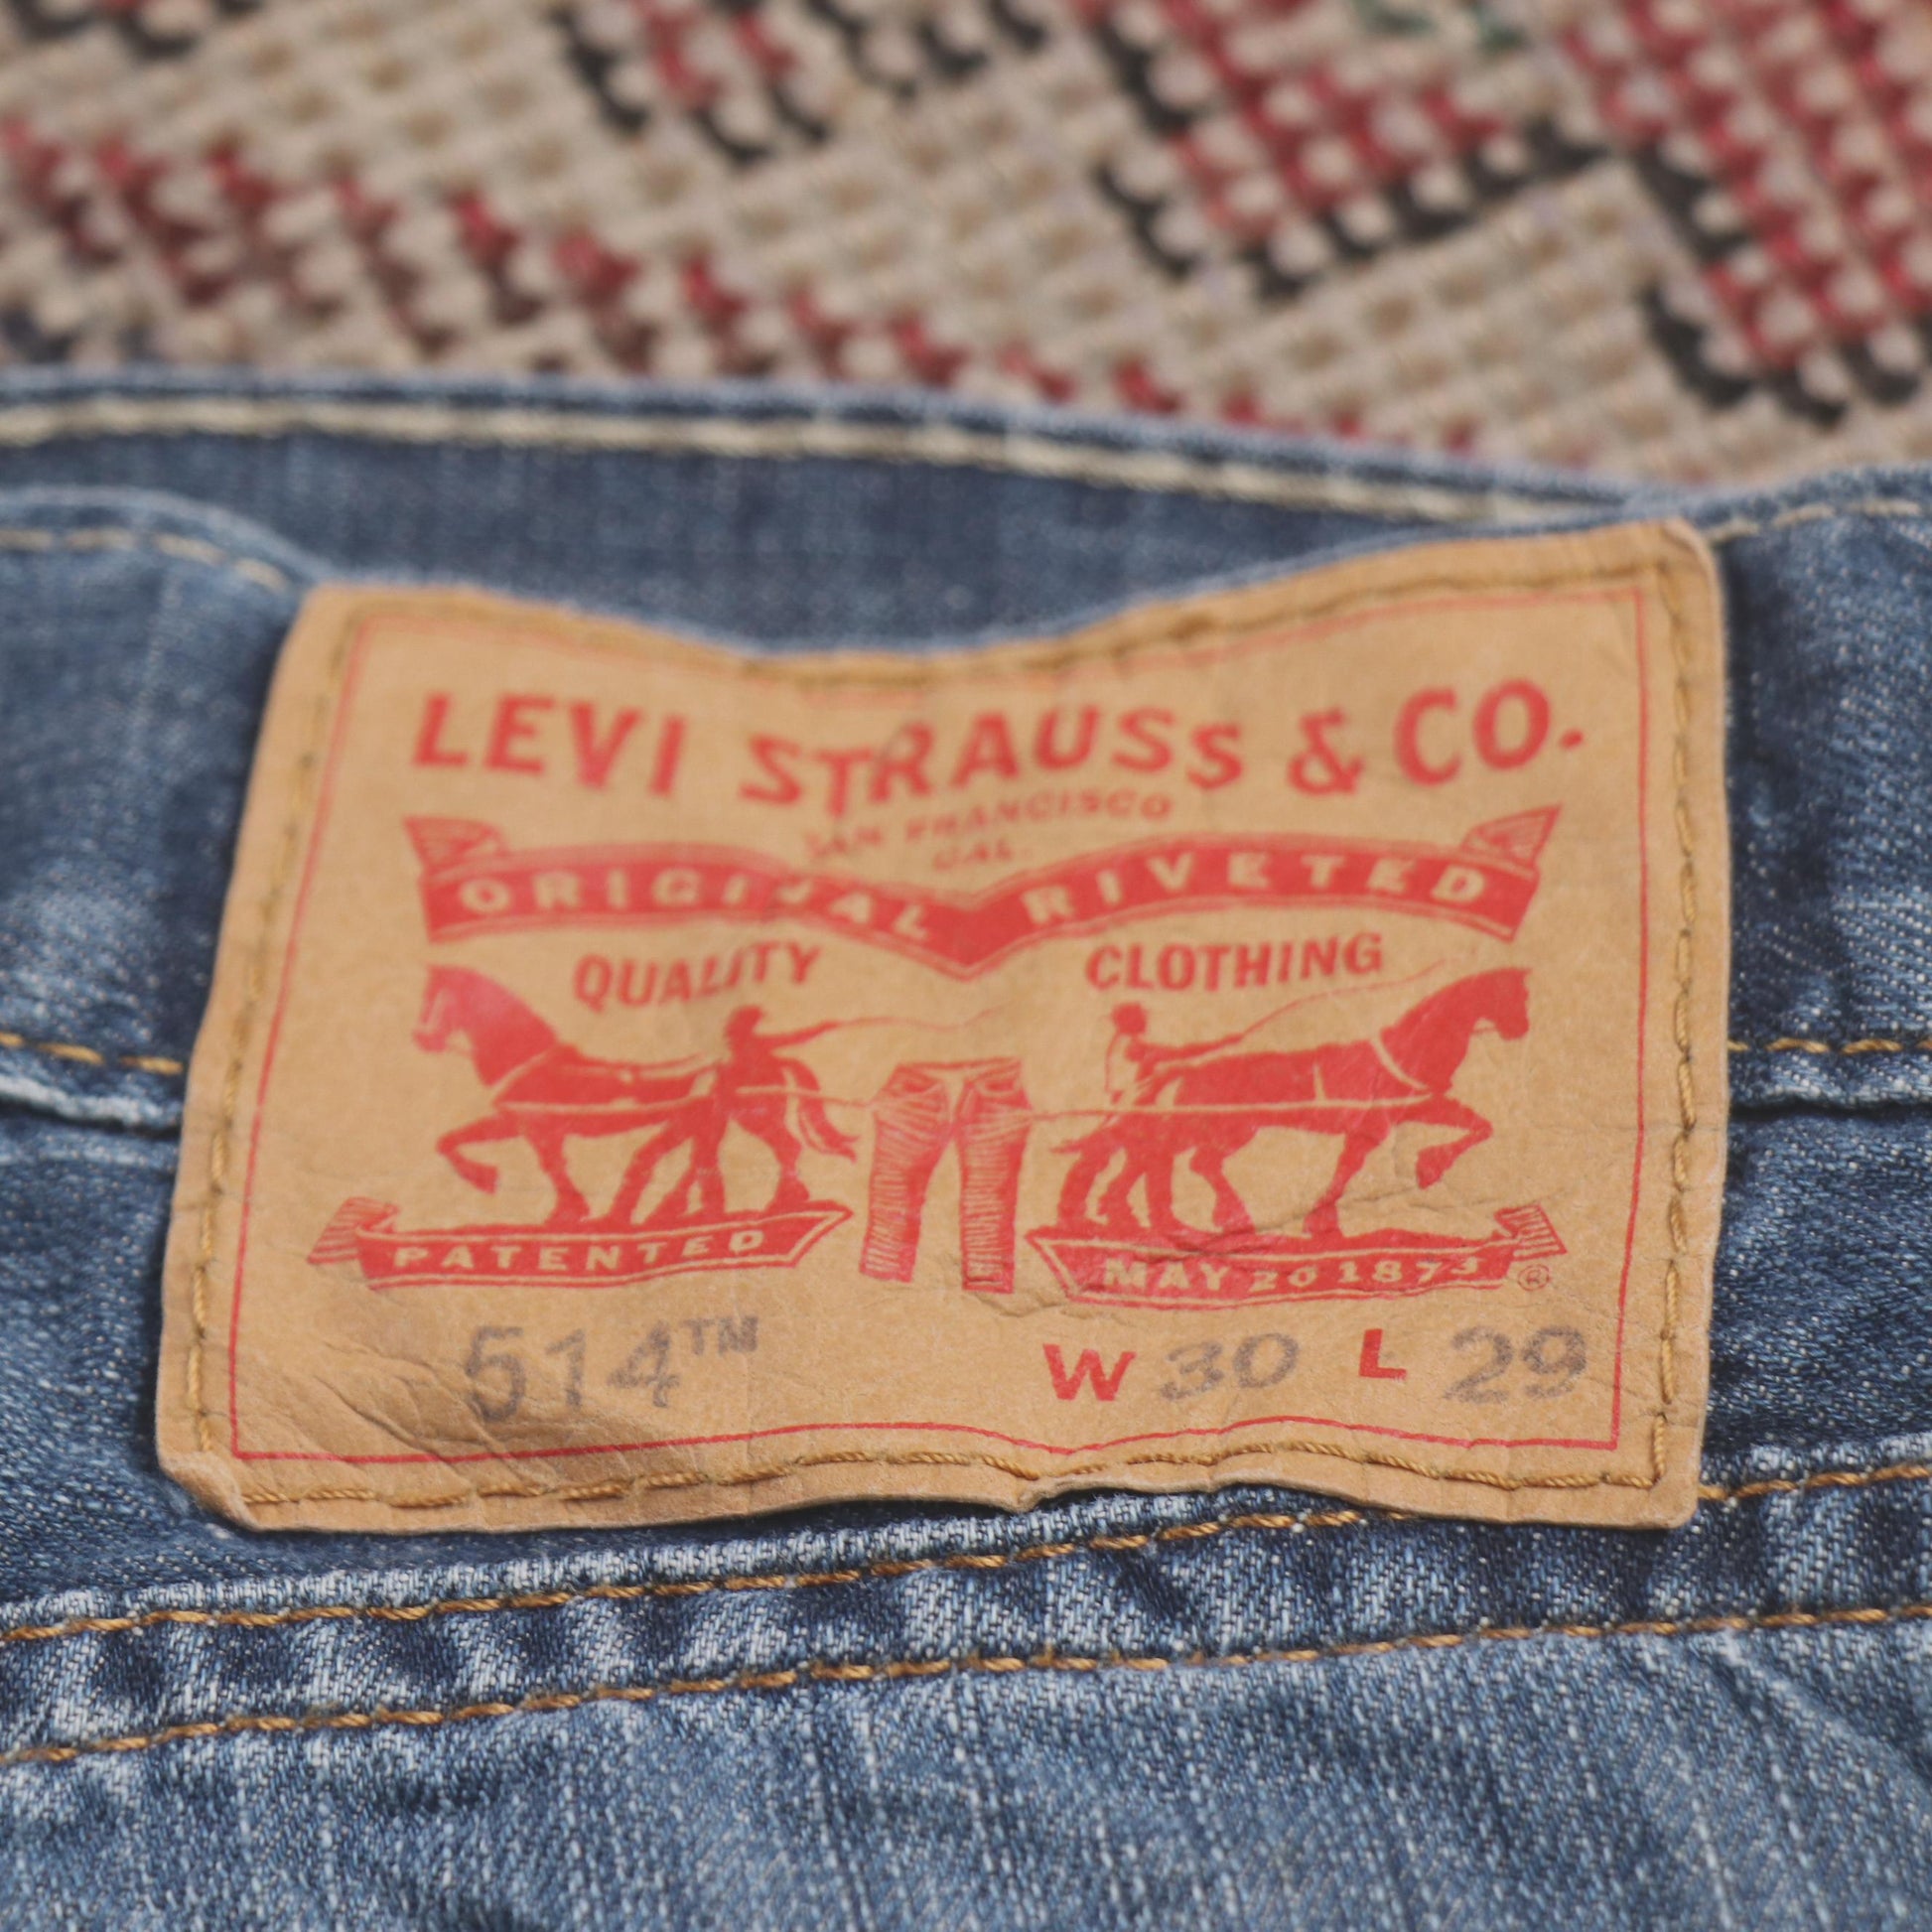 LEVI STRAUSS & CO.
SAN FRANCISCO
CAL.
ORIGINAL RIVETED
QUALITY CLOTHING
PATENTED MAY 20 1873 ®
514™ W 30 L 29